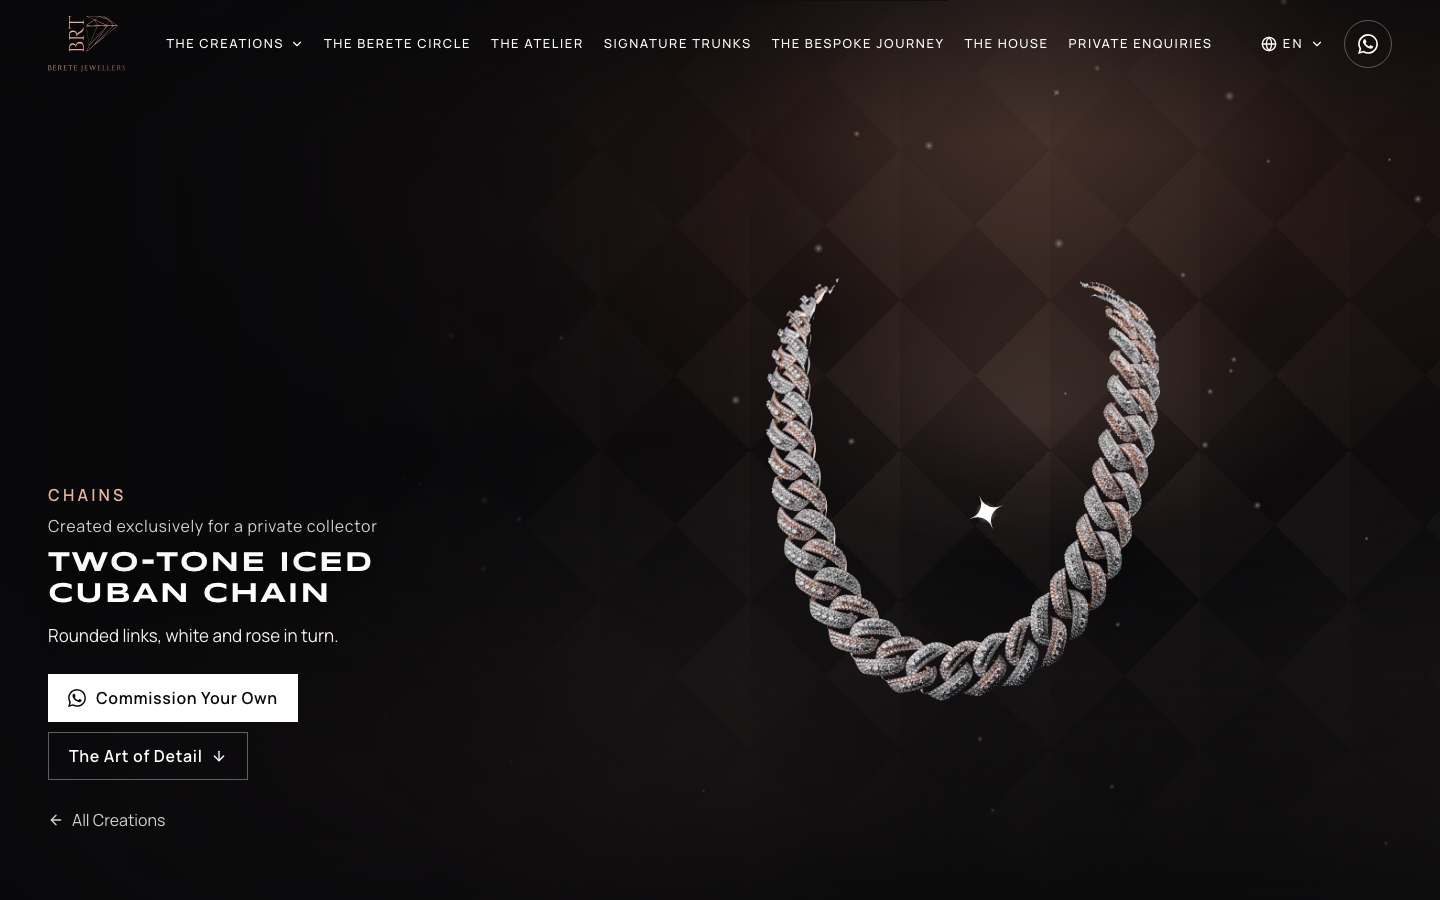 BRT
BERETE JEWELLERS
THE CREATIONS
THE BERETE CIRCLE
THE ATELIER
SIGNATURE TRUNKS
THE BESPOKE JOURNEY
THE HOUSE
PRIVATE ENQUIRIES
EN
CHAINS
Created exclusively for a private collector
TWO-TONE ICED
CUBAN CHAIN
Rounded links, white and rose in turn.
Commission Your Own
The Art of Detail
All Creations